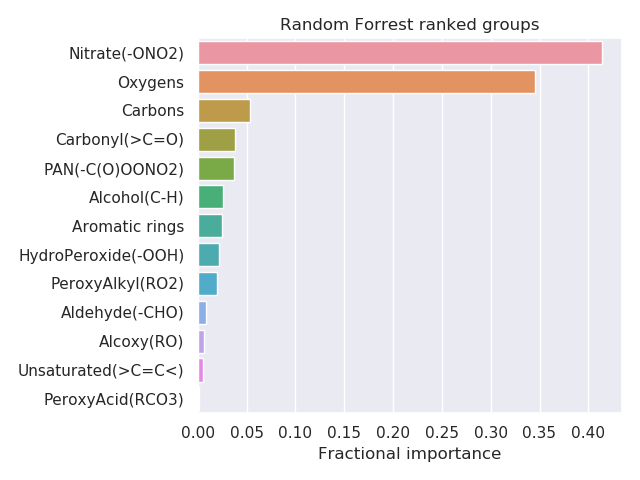 Random Forrest ranked groups
Nitrate(-ONO2)
Oxygens
Carbons
Carbonyl(>C=O)
PAN(-C(O)OONO2)
Alcohol(C-H)
Aromatic rings
HydroPeroxide(-OOH)
PeroxyAlkyl(RO2)
Aldehyde(-CHO)
Alcoxy(RO)
Unsaturated(>C=C<)
PeroxyAcid(RCO3)
0.00 0.05 0.10 0.15 0.20 0.25 0.30 0.35 0.40
Fractional importance